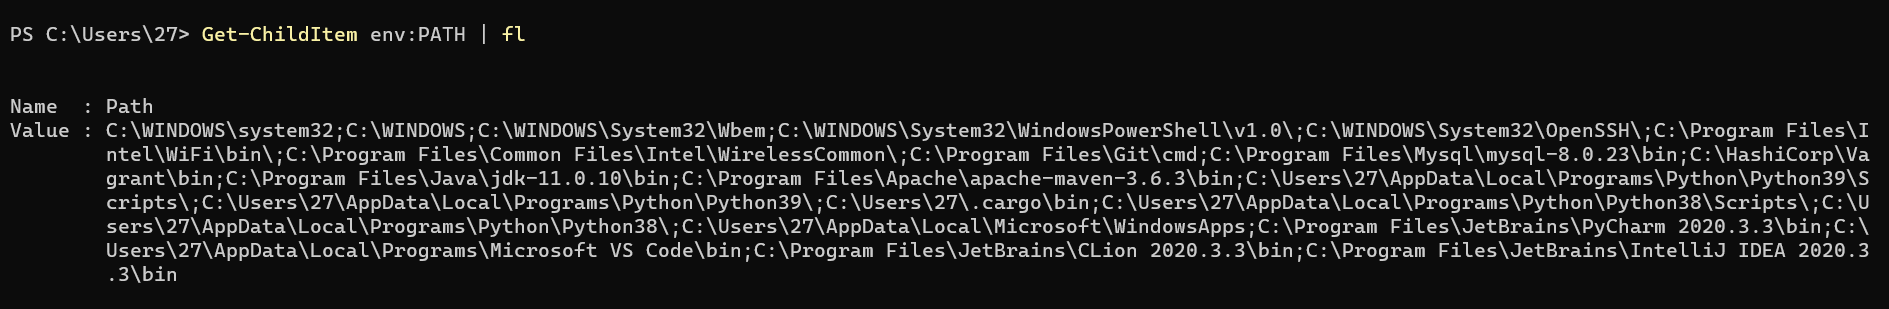 PS C:\Users\27> Get-ChildItem env:PATH | fl
Name  : Path
Value : C:\WINDOWS\system32;C:\WINDOWS;C:\WINDOWS\System32\Wbem;C:\WINDOWS\System32\WindowsPowerShell\v1.0\;C:\WINDOWS\System32\OpenSSH\;C:\Program Files\I
ntel\WiFi\bin\;C:\Program Files\Common Files\Intel\WirelessCommon\;C:\Program Files\Git\cmd;C:\Program Files\Mysql\mysql-8.0.23\bin;C:\HashiCorp\Va
grant\bin;C:\Program Files\Java\jdk-11.0.10\bin;C:\Program Files\Apache\apache-maven-3.6.3\bin;C:\Users\27\AppData\Local\Programs\Python\Python39\S
cripts\;C:\Users\27\AppData\Local\Programs\Python\Python39\;C:\Users\27\.cargo\bin;C:\Users\27\AppData\Local\Programs\Python\Python38\Scripts\;C:\U
sers\27\AppData\Local\Programs\Python\Python38\;C:\Users\27\AppData\Local\Microsoft\WindowsApps;C:\Program Files\JetBrains\PyCharm 2020.3.3\bin;C:\
Users\27\AppData\Local\Programs\Microsoft VS Code\bin;C:\Program Files\JetBrains\CLion 2020.3.3\bin;C:\Program Files\JetBrains\IntelliJ IDEA 2020.3
.3\bin